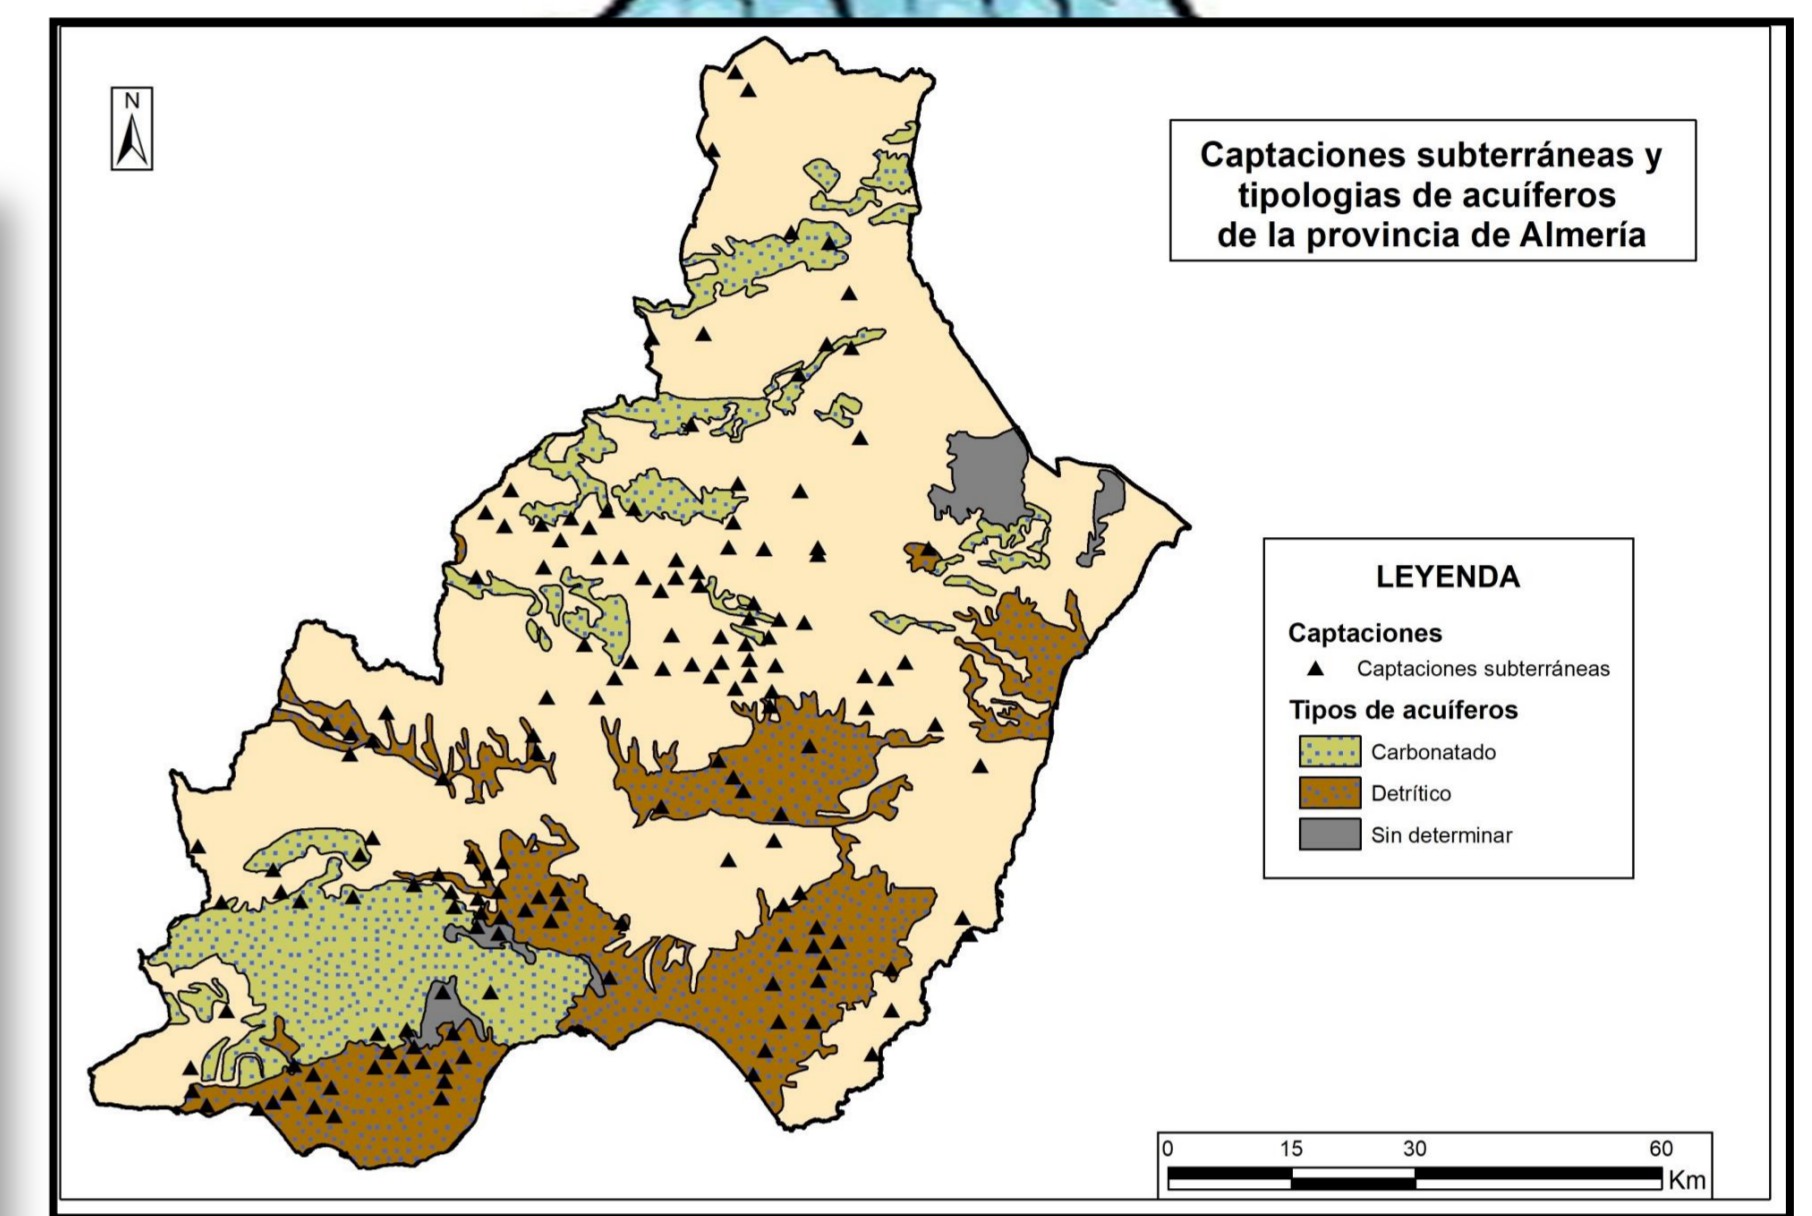 N
Captaciones subterráneas y
tipologias de acuíferos
de la provincia de Almería
LEYENDA
Captaciones
Captaciones subterráneas
Tipos de acuíferos
Carbonatado
Detrítico
Sin determinar
0 15 30 60
Km